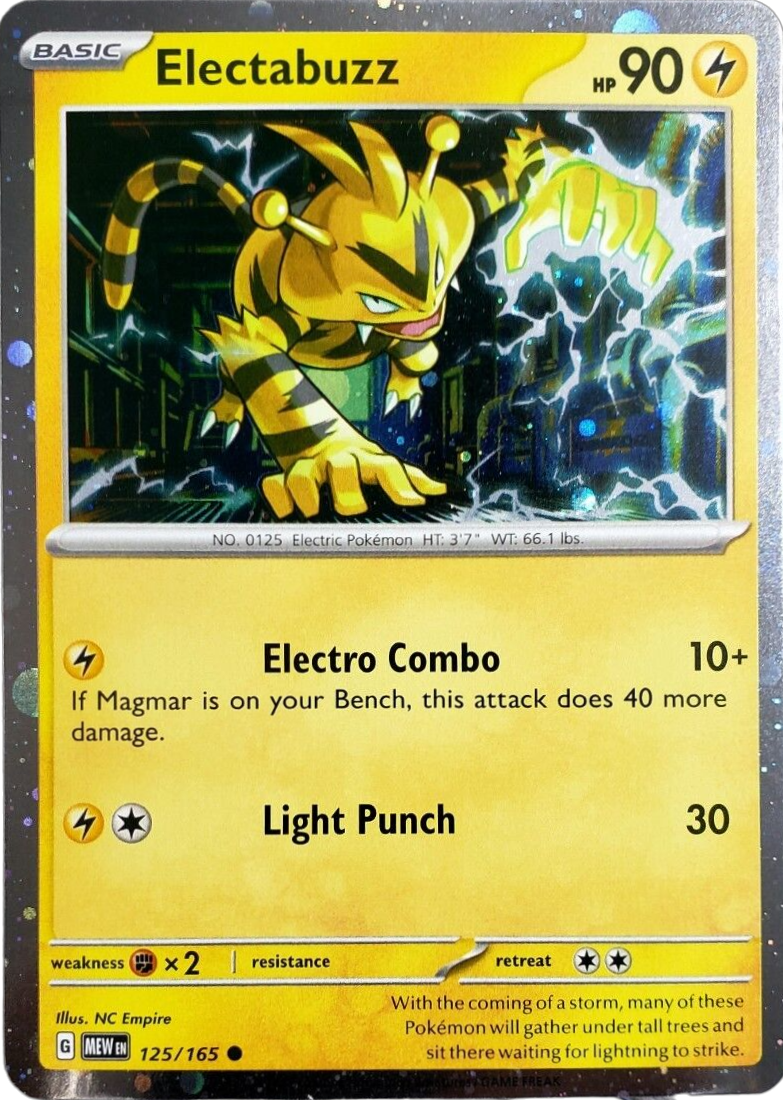 BASIC
Electabuzz
HP 90
NO. 0125 Electric Pokémon HT: 3'7" WT: 66.1 lbs.
Electro Combo 10+
If Magmar is on your Bench, this attack does 40 more
damage.
Light Punch 30
weakness ×2 resistance retreat
Illus. NC Empire
G MEW EN 125/165
With the coming of a storm, many of these
Pokémon will gather under tall trees and
sit there waiting for lightning to strike.
GAME FREAK